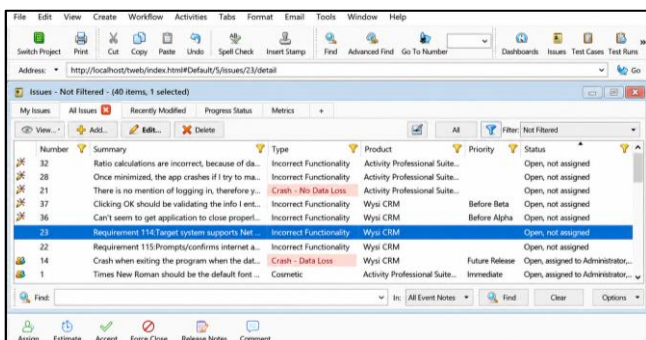 File Edit View Create Workflow Activities Tabs Format Email Tools Window Help
Switch Project Print Cut Copy Paste Undo Spell Check Insert Stamp Find Advanced Find Go To Number Dashboards Issues Test Cases Test Runs »
Address: http://localhost/tweb/index.html#Default/5/issues/23/detail Go
Issues - Not Filtered - (40 items, 1 selected)
My Issues All Issues Recently Modified Progress Status Metrics +
View... Add... Edit... Delete All Filter: Not Filtered
Number Summary Type Product Priority Status
32 Ratio calculations are incorrect, because of da... Incorrect Functionality Activity Professional Suite... Open, not assigned
28 Once minimized, the app crashes if I try to ma... Incorrect Functionality Activity Professional Suite... Open, not assigned
21 There is no mention of logging in, therefore y... Crash - No Data Loss Activity Professional Suite... Open, not assigned
37 Clicking OK should be validating the info I ent... Incorrect Functionality Wysi CRM Before Beta Open, not assigned
36 Can't seem to get application to close properl... Incorrect Functionality Wysi CRM Before Alpha Open, not assigned
23 Requirement 114:Target system supports Net ... Incorrect Functionality Wysi CRM Open, not assigned
22 Requirement 115:Prompts/confirms internet a... Incorrect Functionality Wysi CRM Open, not assigned
14 Crash when exiting the program when the dat... Crash - Data Loss Wysi CRM Future Release Open, assigned to Administrator,...
1 Times New Roman should be the default font ... Cosmetic Activity Professional Suite... Immediate Open, assigned to Administrator,...
Find: In: All Event Notes Find Clear Options
Assign Estimate Accept Force Close Release Notes Comment